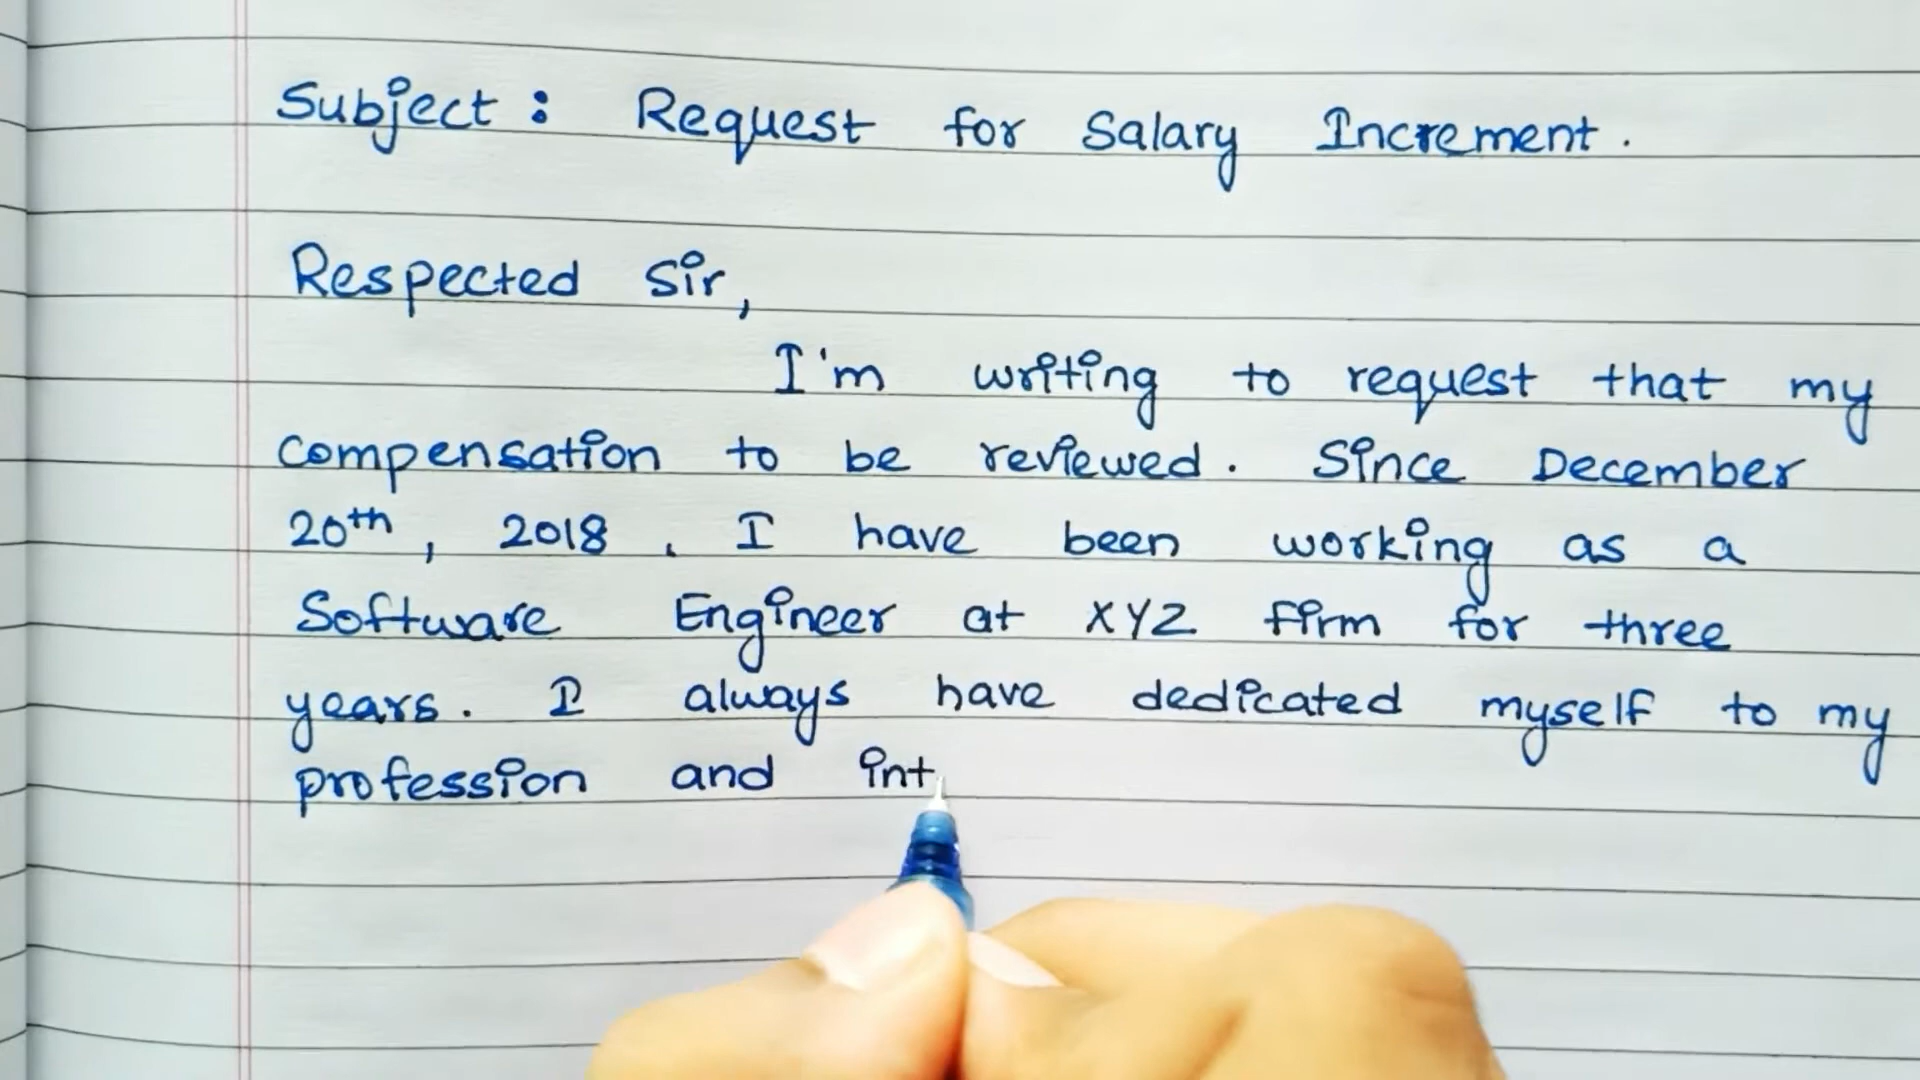 Subject : Request for Salary Increment.
Respected Sir,
I'm writing to request that my
compensation to be reviewed. Since December
20th, 2018, I have been working as a
Software Engineer at XYZ firm for three
years. I always have dedicated myself to my
profession and int